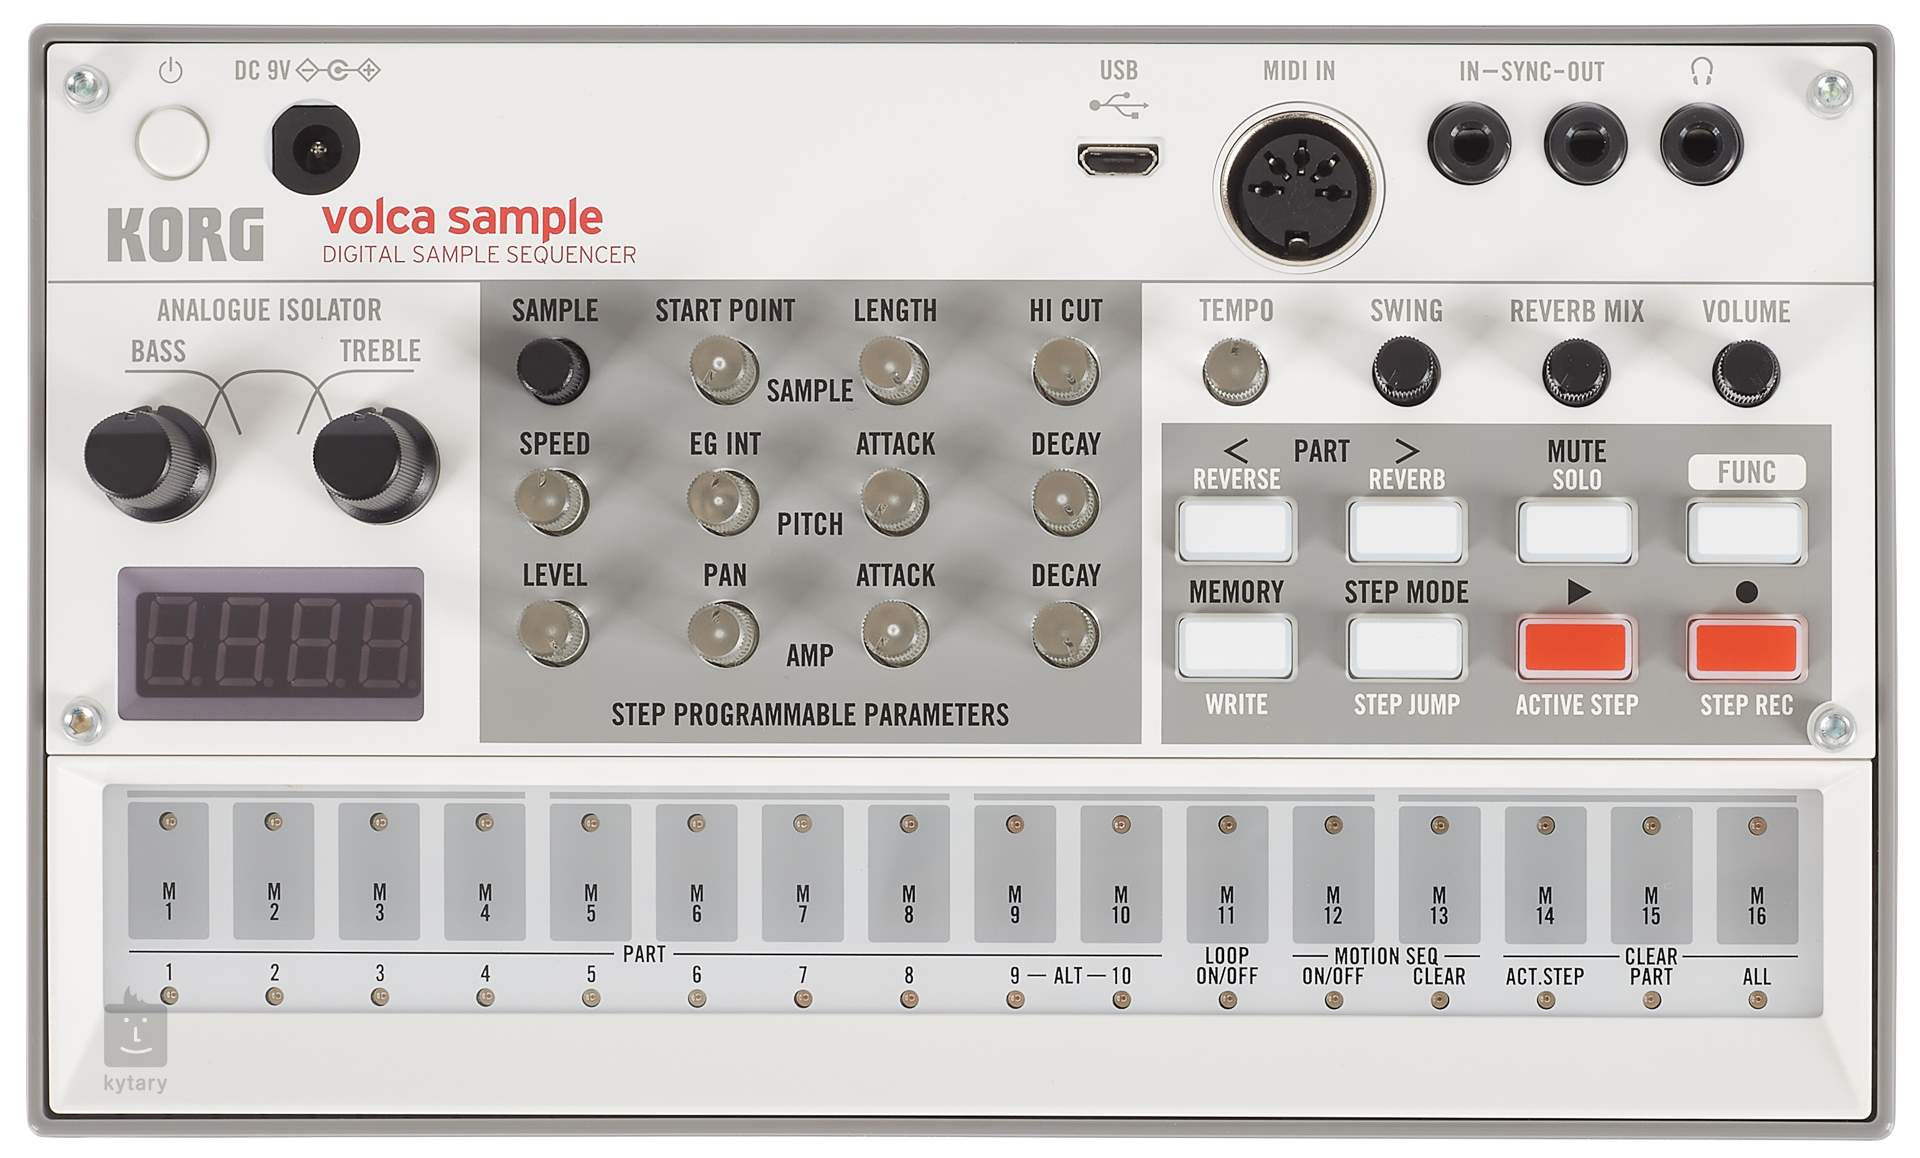 DC 9V
USB
MIDI IN
IN–SYNC–OUT
KORG
volca sample
DIGITAL SAMPLE SEQUENCER
ANALOGUE ISOLATOR
BASS TREBLE
SAMPLE START POINT LENGTH HI CUT
SAMPLE
SPEED EG INT ATTACK DECAY
PITCH
LEVEL PAN ATTACK DECAY
AMP
STEP PROGRAMMABLE PARAMETERS
TEMPO SWING REVERB MIX VOLUME
< PART > MUTE
REVERSE REVERB SOLO FUNC
MEMORY STEP MODE
WRITE STEP JUMP ACTIVE STEP STEP REC
M M M M M M M M M M M M M M M M
1 2 3 4 5 6 7 8 9 10 11 12 13 14 15 16
PART LOOP MOTION SEQ CLEAR
1 2 3 4 5 6 7 8 9 – ALT – 10 ON/OFF ON/OFF CLEAR ACT.STEP PART ALL
kytary